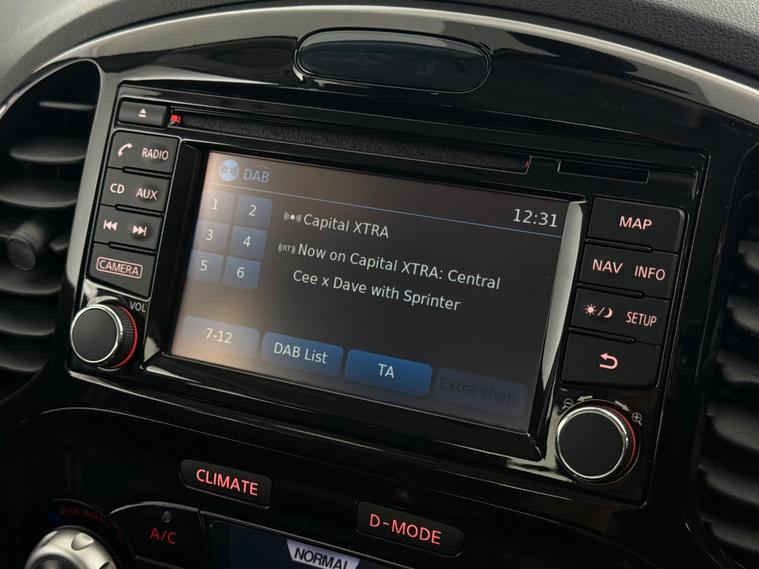 RADIO
CD AUX
CAMERA
VOL
DAB
12:31
1 2
3 4
5 6
Capital XTRA
(RT) Now on Capital XTRA: Central
Cee x Dave with Sprinter
7-12
DAB List
TA
Extra chan
MAP
NAV INFO
SETUP
CLIMATE
D-MODE
A/C
NORMAL